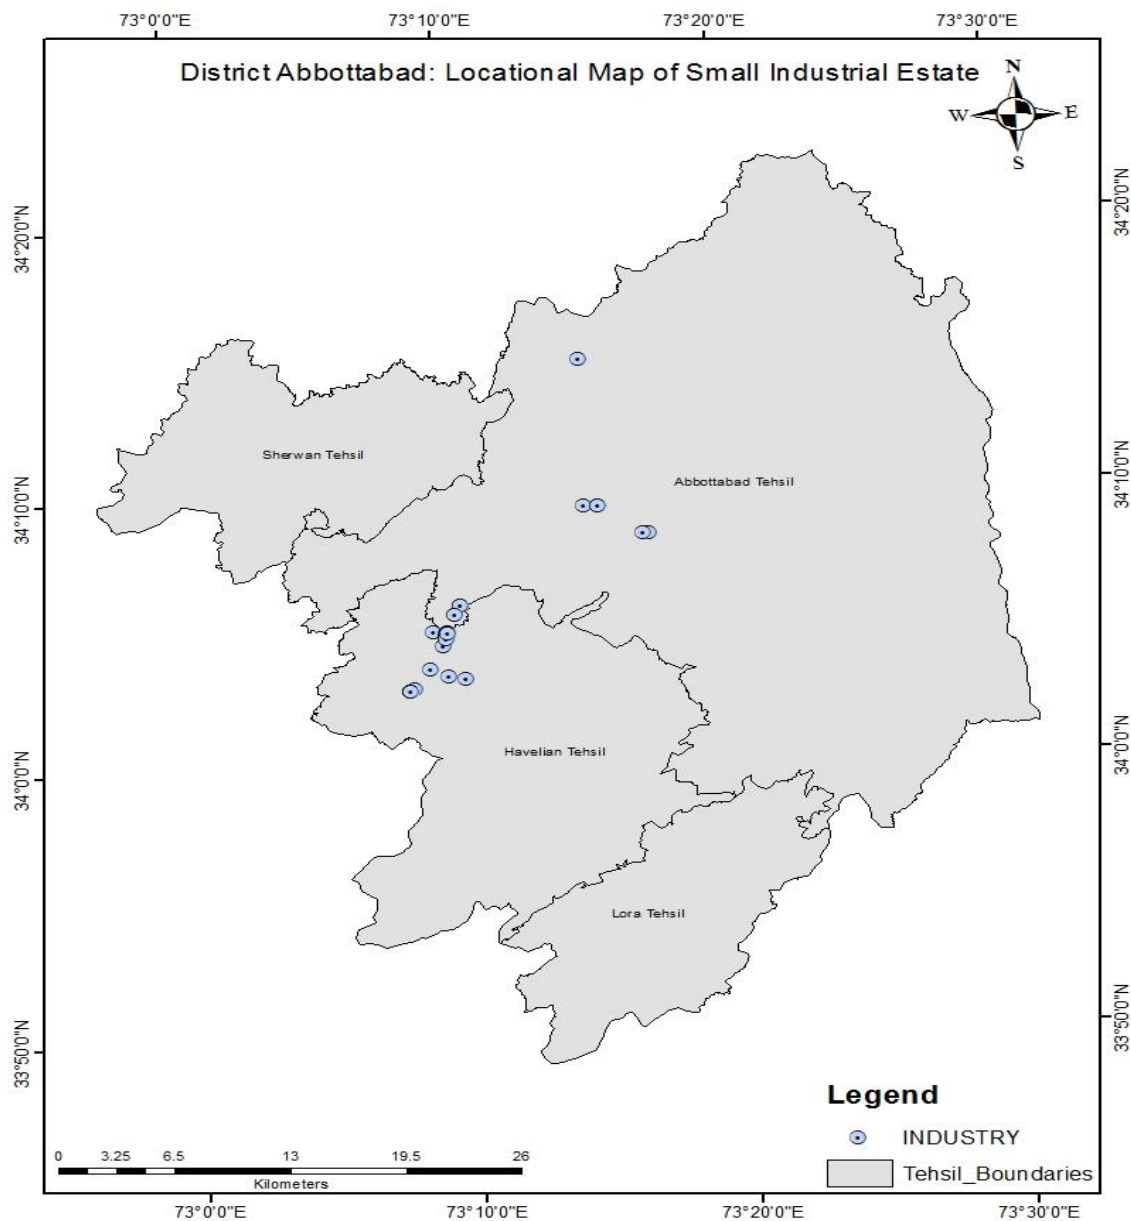 73°0'0"E 73°10'0"E 73°20'0"E 73°30'0"E
District Abbottabad: Locational Map of Small Industrial Estate
N
W E
S
34°20'0"N 34°20'0"N
Sherwan Tehsil
Abbottabad Tehsil
34°10'0"N 34°10'0"N
Havelian Tehsil
34°0'0"N 34°0'0"N
Lora Tehsil
33°50'0"N 33°50'0"N
Legend
INDUSTRY
Tehsil_Boundaries
0 3.25 6.5 13 19.5 26
Kilometers
73°0'0"E 73°10'0"E 73°20'0"E 73°30'0"E